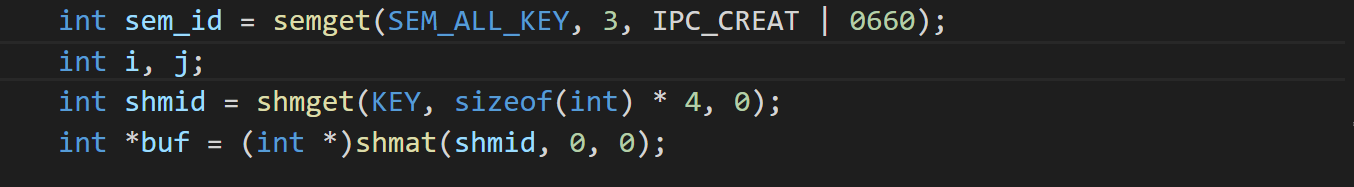 int sem_id = semget(SEM_ALL_KEY, 3, IPC_CREAT | 0660);
int i, j;
int shmid = shmget(KEY, sizeof(int) * 4, 0);
int *buf = (int *)shmat(shmid, 0, 0);